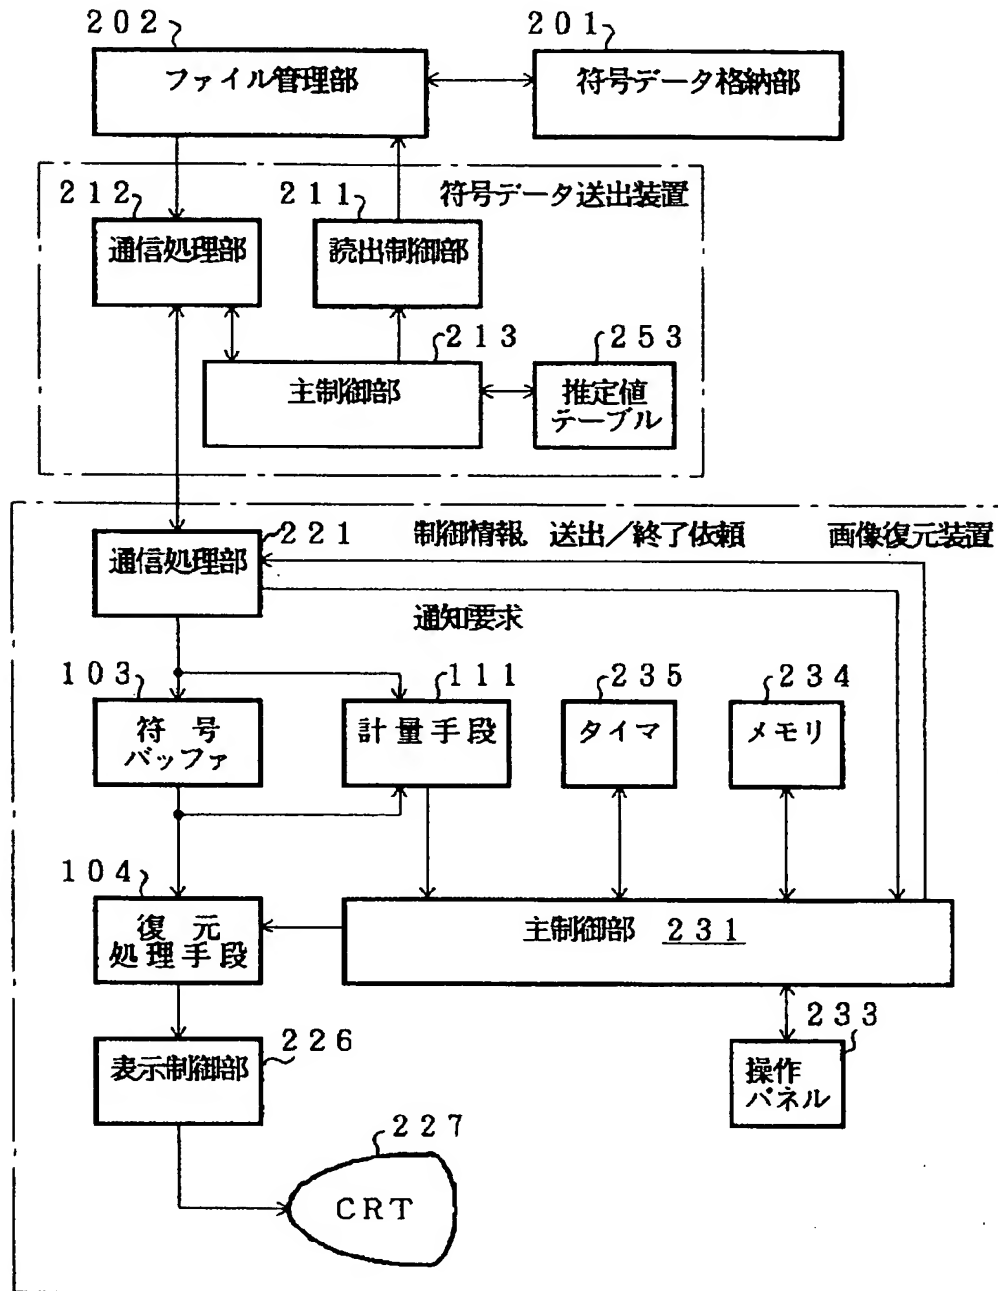 202
201
ファイル管理部
符号データ格納部
符号データ送出装置
212
211
通信処理部
読出制御部
213
253
主制御部
推定値
テーブル
221
制御情報. 送出/終了依頼
画像復元装置
通信処理部
通知要求
103
111
235
234
符 号
バッファ
計量手段
タイマ
メモリ
104
復 元
処理手段
主制御部 231
226
233
表示制御部
操作
パネル
227
CRT